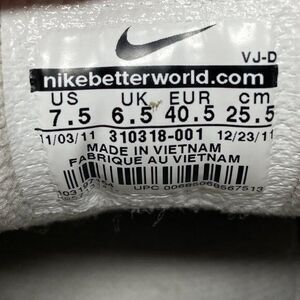 VJ-D
nikebetterworld.com
US UK EUR cm
7.5 6.5 40.5 25.5
11/03/11 310318-001 12/23/11
MADE IN VIETNAM
FABRIQUE AU VIETNAM
UPC